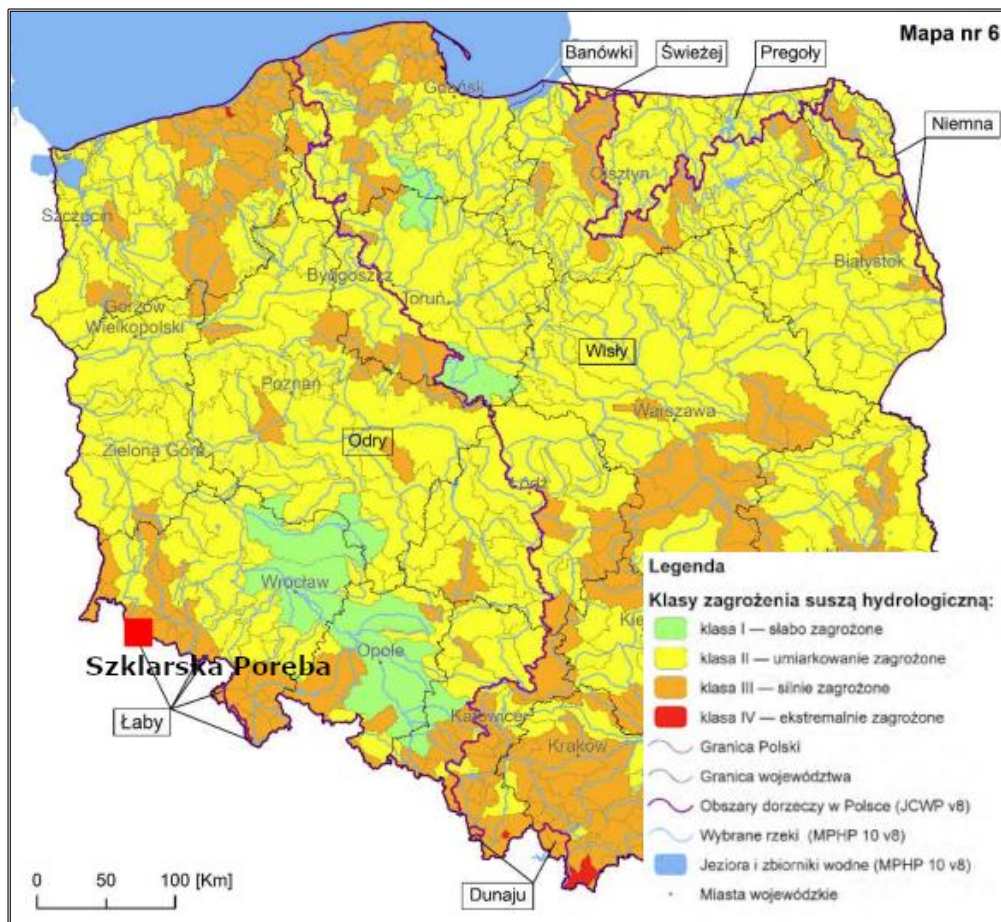 Mapa nr 6
Banówki
Świeżej
Pregoły
Niemna
Gdańsk
Olsztyn
Szczecin
Białystok
Bydgoszcz
Toruń
Gorzów
Wielkopolski
Wisły
Poznań
Warszawa
Odry
Zielona Góra
Łódź
Wrocław
Opole
Szklarska Poręba
Łaby
Katowice
Kraków
Dunaju
0 50 100 [Km]
Legenda
Klasy zagrożenia suszą hydrologiczną:
klasa I — słabo zagrożone
klasa II — umiarkowanie zagrożone
klasa III — silnie zagrożone
klasa IV — ekstremalnie zagrożone
Granica Polski
Granica województwa
Obszary dorzeczy w Polsce (JCWP v8)
Wybrane rzeki (MPHP 10 v8)
Jeziora i zbiorniki wodne (MPHP 10 v8)
Miasta wojewódzkie